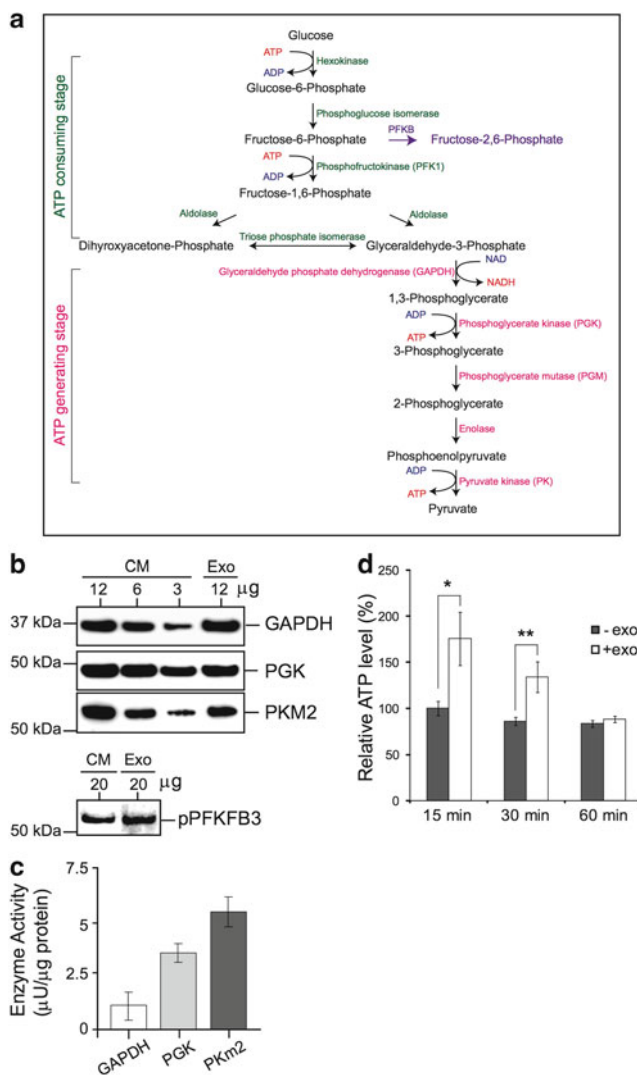 a
Glucose
ATP
Hexokinase
ADP
Glucose-6-Phosphate
Phosphoglucose isomerase
Fructose-6-Phosphate
PFKB
Fructose-2,6-Phosphate
ATP
Phosphofructokinase (PFK1)
ADP
Fructose-1,6-Phosphate
Aldolase
Aldolase
Dihyroxyacetone-Phosphate
Triose phosphate isomerase
Glyceraldehyde-3-Phosphate
ATP consuming stage
Glyceraldehyde phosphate dehydrogenase (GAPDH)
NAD
NADH
1,3-Phosphoglycerate
ADP
Phosphoglycerate kinase (PGK)
ATP
3-Phosphoglycerate
Phosphoglycerate mutase (PGM)
2-Phosphoglycerate
Enolase
Phosphoenolpyruvate
ADP
Pyruvate kinase (PK)
ATP
Pyruvate
ATP generating stage
b
CM Exo
12 6 3 12 μg
37 kDa
GAPDH
50 kDa
PGK
PKM2
50 kDa
CM Exo
20 20 μg
50 kDa
pPFKFB3
c
Enzyme Activity
(μU/μg protein)
7.5
5
2.5
0
GAPDH
PGK
PKm2
d
Relative ATP level (%)
250
200
150
100
50
0
*
**
- exo
+exo
15 min 30 min 60 min